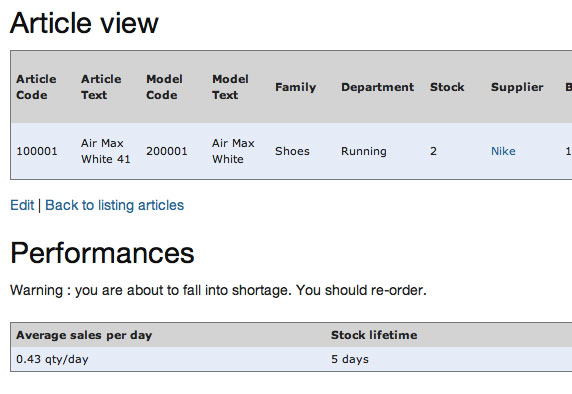 Article view
Article Code Article Text Model Code Model Text Family Department Stock Supplier B
100001 Air Max White 41 200001 Air Max White Shoes Running 2 Nike 1
Edit | Back to listing articles
Performances
Warning : you are about to fall into shortage. You should re-order.
Average sales per day Stock lifetime
0.43 qty/day 5 days